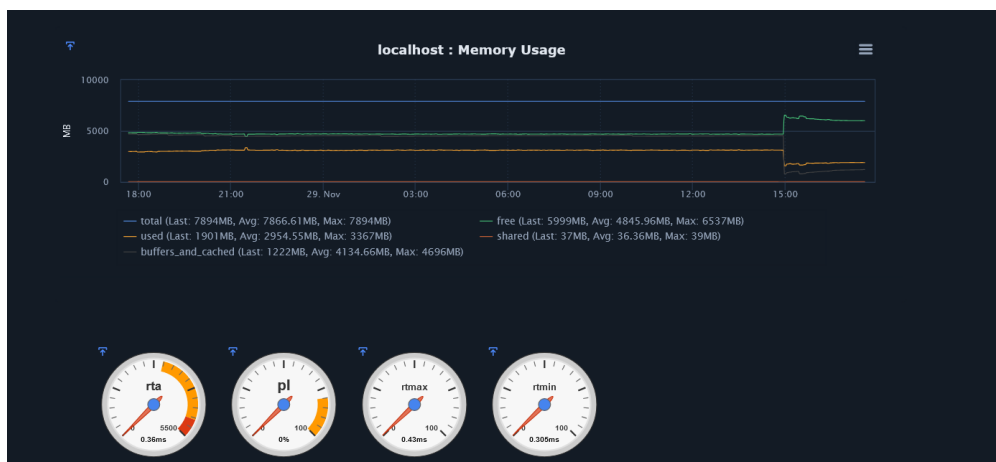 localhost : Memory Usage
10000
5000
0
MB
18:00 21:00 29. Nov 03:00 06:00 09:00 12:00 15:00
total (Last: 7894MB, Avg: 7866.61MB, Max: 7894MB) free (Last: 5999MB, Avg: 4845.96MB, Max: 6537MB)
used (Last: 1901MB, Avg: 2954.55MB, Max: 3367MB) shared (Last: 37MB, Avg: 36.36MB, Max: 39MB)
buffers_and_cached (Last: 1222MB, Avg: 4134.66MB, Max: 4696MB)
rta pl rtmax rtmin
0 5500 0 100 0 100 0 100
0.36ms 0% 0.43ms 0.305ms